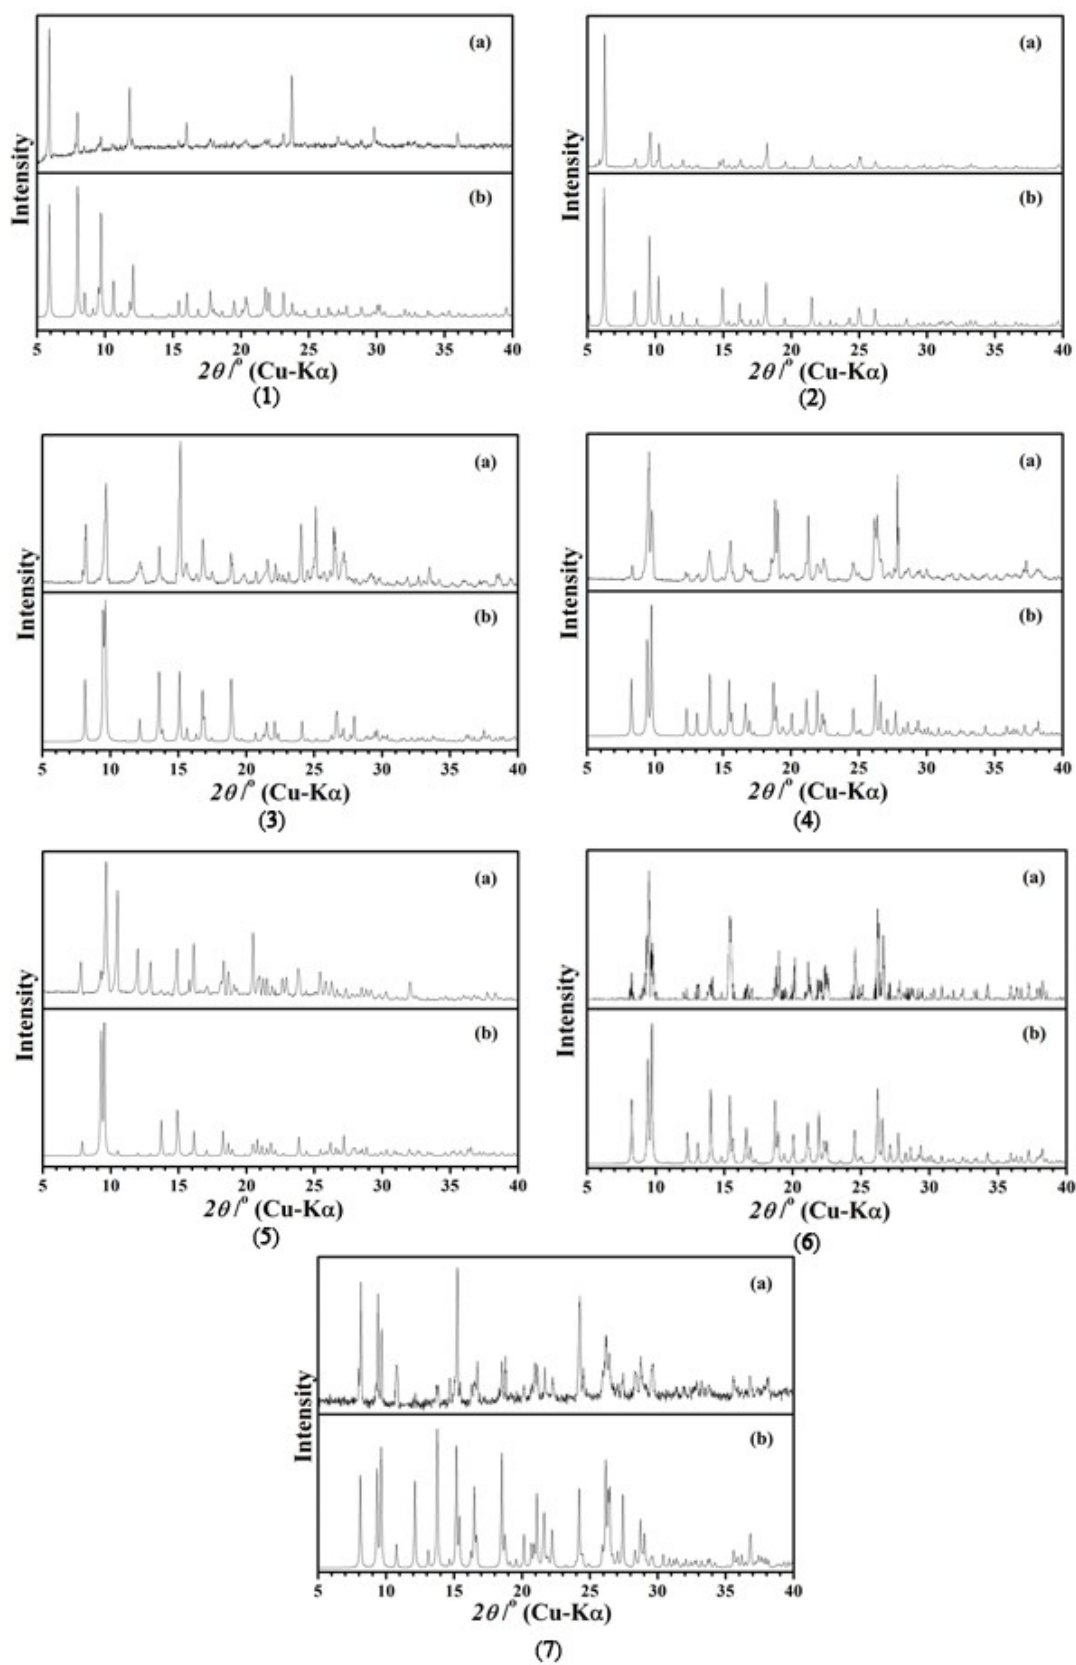 (a) (a)
Intensity Intensity
(b) (b)
5 10 15 20 25 30 35 40 5 10 15 20 25 30 35 40
2θ/° (Cu-Kα) 2θ/° (Cu-Kα)
(1) (2)
(a) (a)
Intensity Intensity
(b) (b)
5 10 15 20 25 30 35 40 5 10 15 20 25 30 35 40
2θ/° (Cu-Kα) 2θ/° (Cu-Kα)
(3) (4)
(a) (a)
Intensity Intensity
(b) (b)
5 10 15 20 25 30 35 40 5 10 15 20 25 30 35 40
2θ/° (Cu-Kα) 2θ/° (Cu-Kα)
(5) (6)
(a)
Intensity
(b)
5 10 15 20 25 30 35 40
2θ/° (Cu-Kα)
(7)